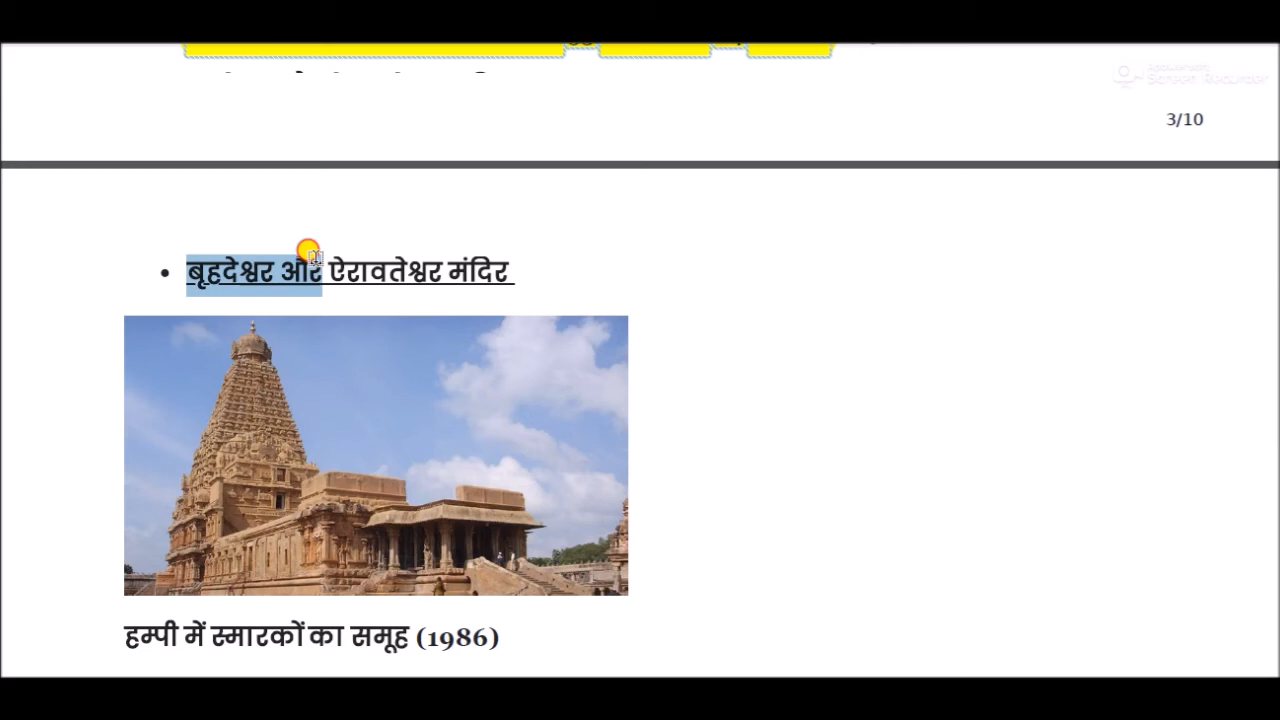 3/10
• बृहदेश्वर और ऐरावतेश्वर मंदिर
हम्पी में स्मारकों का समूह (1986)